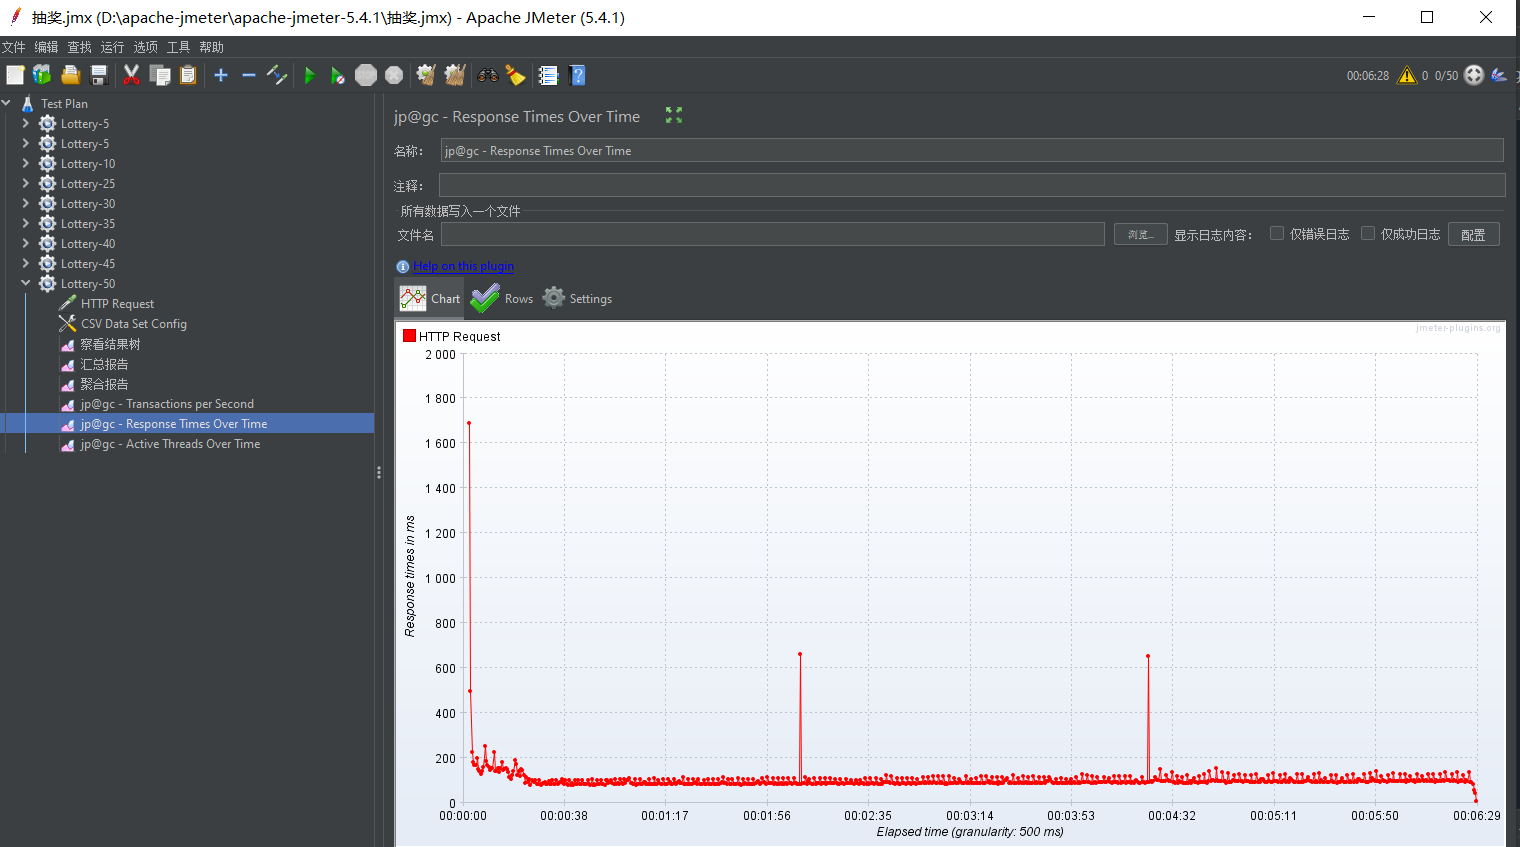 抽奖.jmx (D:\apache-jmeter\apache-jmeter-5.4.1\抽奖.jmx) - Apache JMeter (5.4.1)
文件 编辑 查找 运行 选项 工具 帮助
00:06:28 0 0/50
Test Plan
Lottery-5
Lottery-5
Lottery-10
Lottery-25
Lottery-30
Lottery-35
Lottery-40
Lottery-45
Lottery-50
HTTP Request
CSV Data Set Config
察看结果树
汇总报告
聚合报告
jp@gc - Transactions per Second
jp@gc - Response Times Over Time
jp@gc - Active Threads Over Time
jp@gc - Response Times Over Time
名称： jp@gc - Response Times Over Time
注释：
所有数据写入一个文件
文件名 浏览... 显示日志内容： 仅错误日志 仅成功日志 配置
Help on this plugin
Chart Rows Settings
jmeter-plugins.org
HTTP Request
2 000
1 800
1 600
1 400
1 200
1 000
800
600
400
200
0
Response times in ms
00:00:00 00:00:38 00:01:17 00:01:56 00:02:35 00:03:14 00:03:53 00:04:32 00:05:11 00:05:50 00:06:29
Elapsed time (granularity: 500 ms)